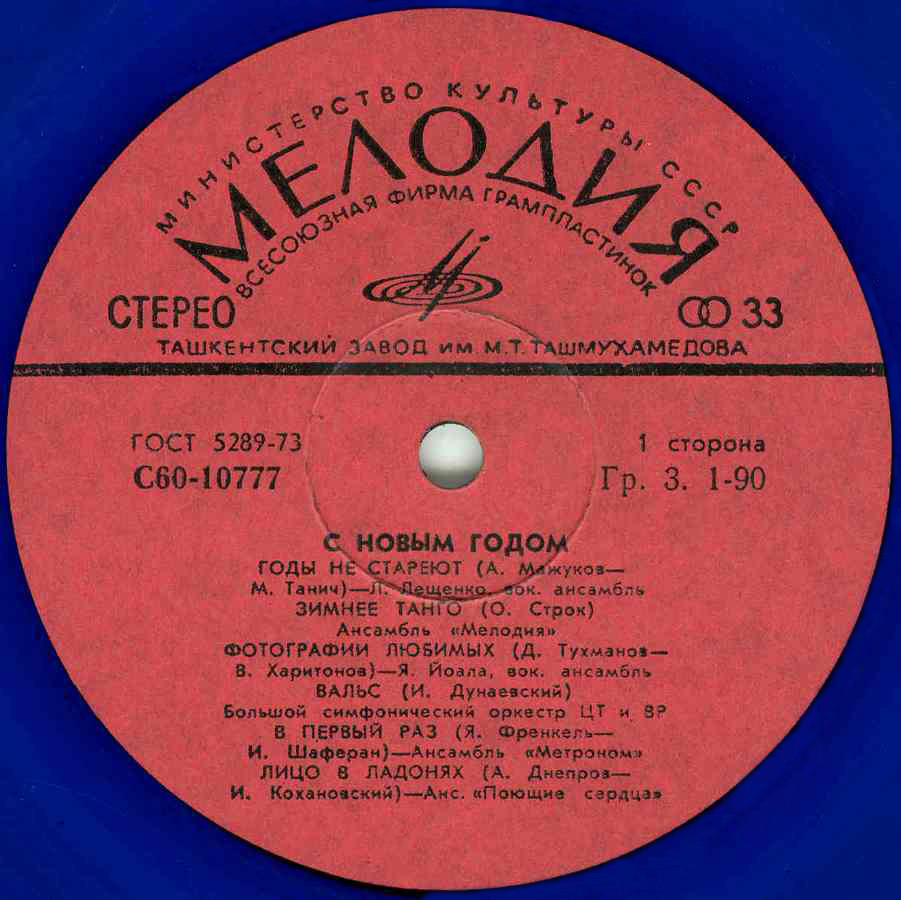 МИНИСТЕРСТВО КУЛЬТУРЫ СССР
МЕЛОДИЯ
ВСЕСОЮЗНАЯ ФИРМА ГРАМПЛАСТИНОК
СТЕРЕО 33
ТАШКЕНТСКИЙ ЗАВОД ИМ М.Т.ТАШМУХАМЕДОВА
ГОСТ 5289-73 1 сторона
С60-10777 Гр. 3. 1-90
С НОВЫМ ГОДОМ
ГОДЫ НЕ СТАРЕЮТ (А. Мажуков—
М. Танич)—Л. Лещенко, вок. ансамбль
ЗИМНЕЕ ТАНГО (О. Строк)
Ансамбль «Мелодия»
ФОТОГРАФИИ ЛЮБИМЫХ (Д. Тухманов—
В. Харитонов)—Я. Йоала, вок. ансамбль
ВАЛЬС (И. Дунаевский)
Большой симфонический оркестр ЦТ и ВР
В ПЕРВЫЙ РАЗ (Я. Френкель—
И. Шаферан)—Ансамбль «Метроном»
ЛИЦО В ЛАДОНЯХ (А. Днепров—
И. Кохановский)—Анс. «Поющие сердца»